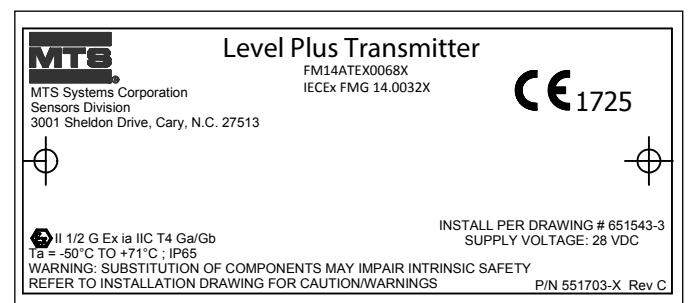 MTS ®
Level Plus Transmitter
FM14ATEX0068X
IECEx FMG 14.0032X
MTS Systems Corporation
Sensors Division
3001 Sheldon Drive, Cary, N.C. 27513
CE 1725
II 1/2 G Ex ia IIC T4 Ga/Gb
Ta = -50°C TO +71°C ; IP65
INSTALL PER DRAWING # 651543-3
SUPPLY VOLTAGE: 28 VDC
WARNING: SUBSTITUTION OF COMPONENTS MAY IMPAIR INTRINSIC SAFETY
REFER TO INSTALLATION DRAWING FOR CAUTION/WARNINGS
P/N 551703-X Rev C